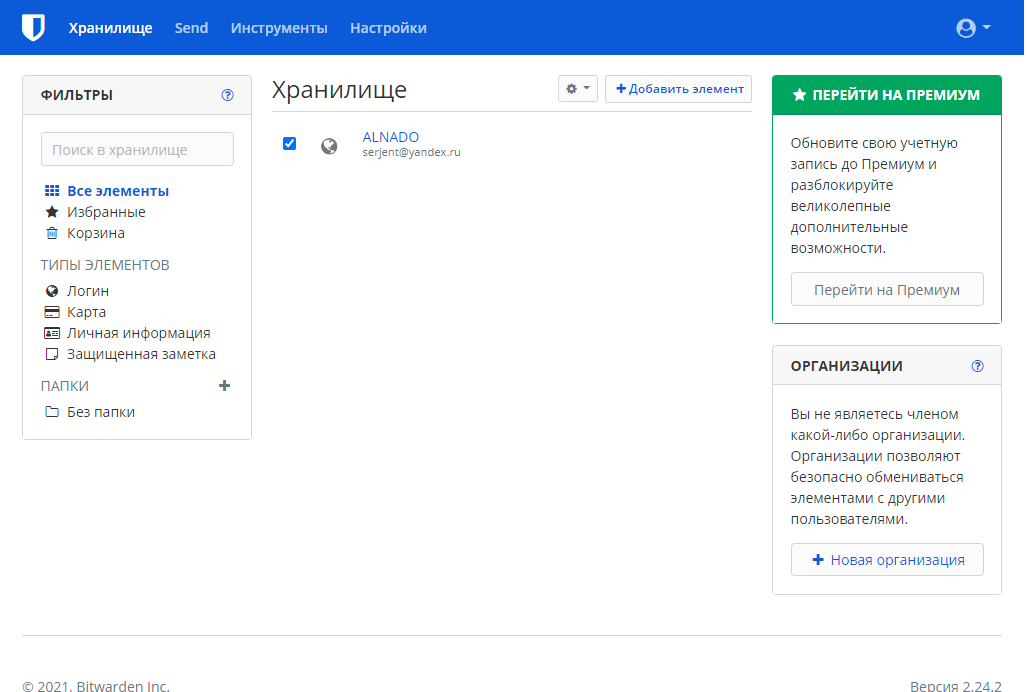 Хранилище Send Инструменты Настройки
ФИЛЬТРЫ
Поиск в хранилище
Все элементы
Избранные
Корзина
ТИПЫ ЭЛЕМЕНТОВ
Логин
Карта
Личная информация
Защищенная заметка
ПАПКИ
Без папки
Хранилище
Добавить элемент
ALNADO
serjent@yandex.ru
ПЕРЕЙТИ НА ПРЕМИУМ
Обновите свою учетную
запись до Премиум и
разблокируйте
великолепные
дополнительные
возможности.
Перейти на Премиум
ОРГАНИЗАЦИИ
Вы не являетесь членом
какой-либо организации.
Организации позволяют
безопасно обмениваться
элементами с другими
пользователями.
Новая организация
© 2021. Bitwarden Inc.
Версия 2.24.2